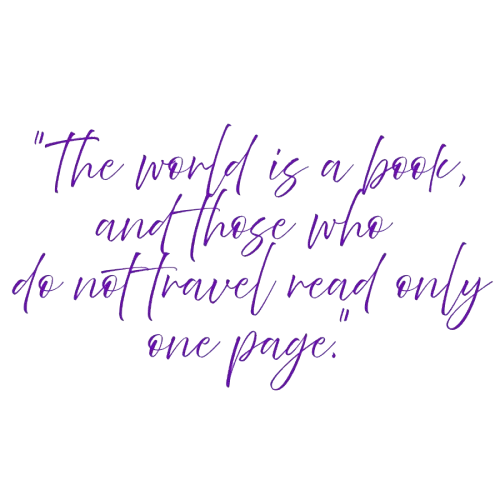 "The world is a book,
and those who
do not travel read only
one page."